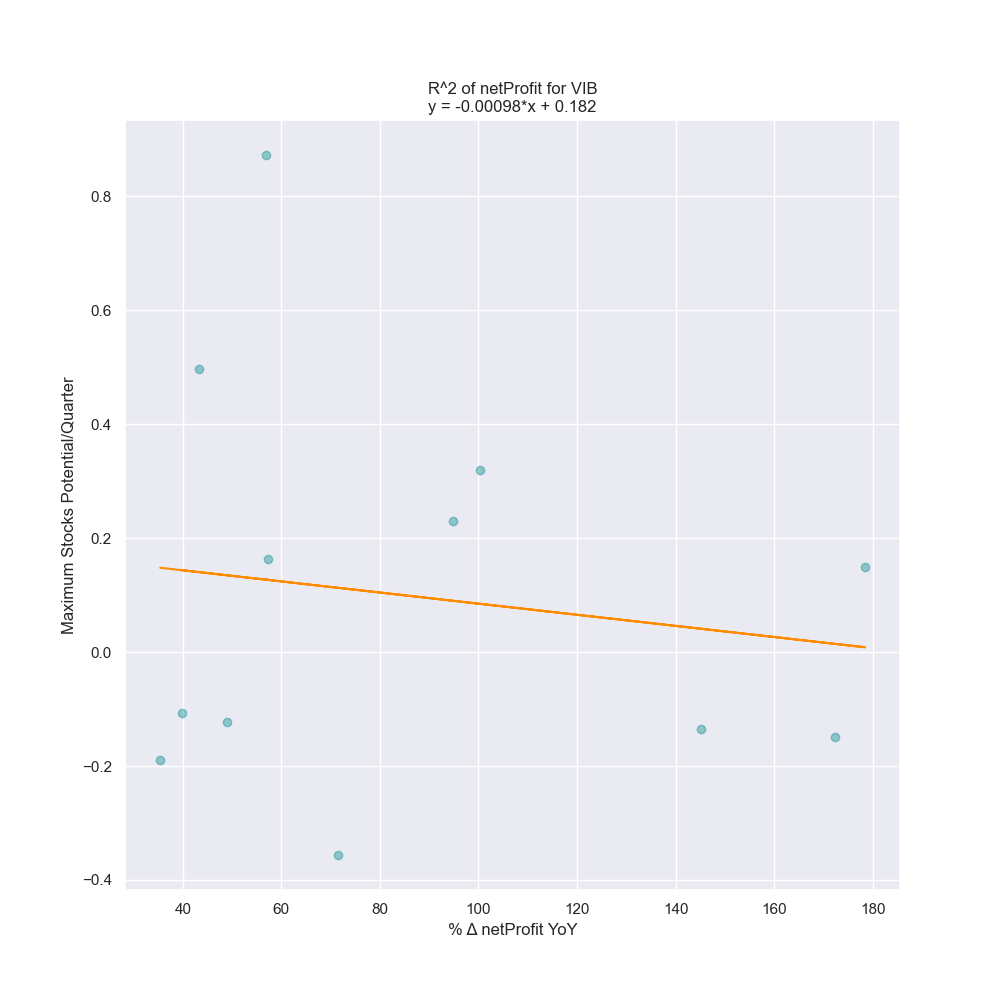 R^2 of netProfit for VIB
y = -0.00098*x + 0.182
Maximum Stocks Potential/Quarter
0.8
0.6
0.4
0.2
0.0
−0.2
−0.4
40 60 80 100 120 140 160 180
% Δ netProfit YoY